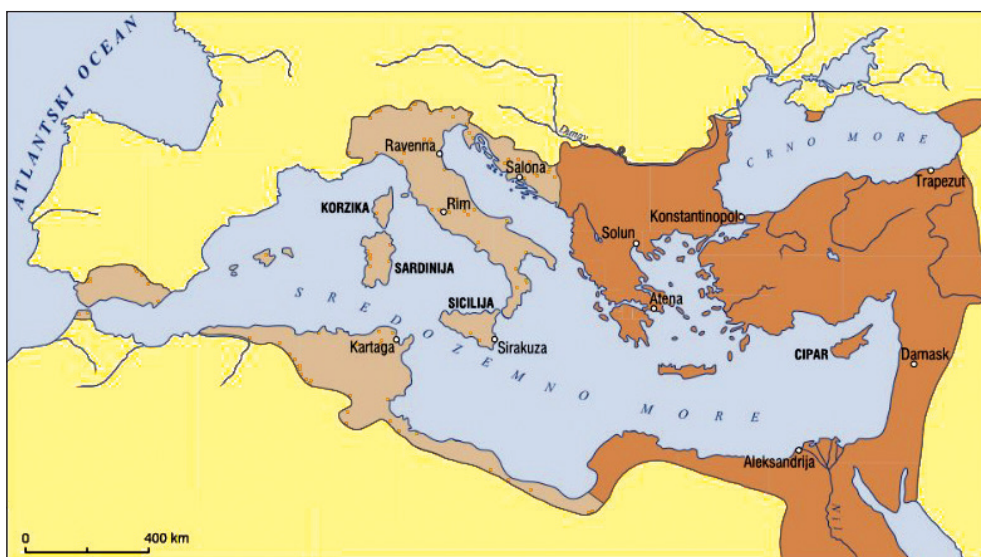 ATLANTSKI OCEAN
Dunav
CRNO MORE
Ravenna
Salona
Trapezut
KORZIKA
Rim
Konstantinopol
Solun
SARDINIJA
SICILIJA
Atena
SREDOZEMNO MORE
Kartaga
Sirakuza
CIPAR
Damask
Aleksandrija
Nil
0 400 km